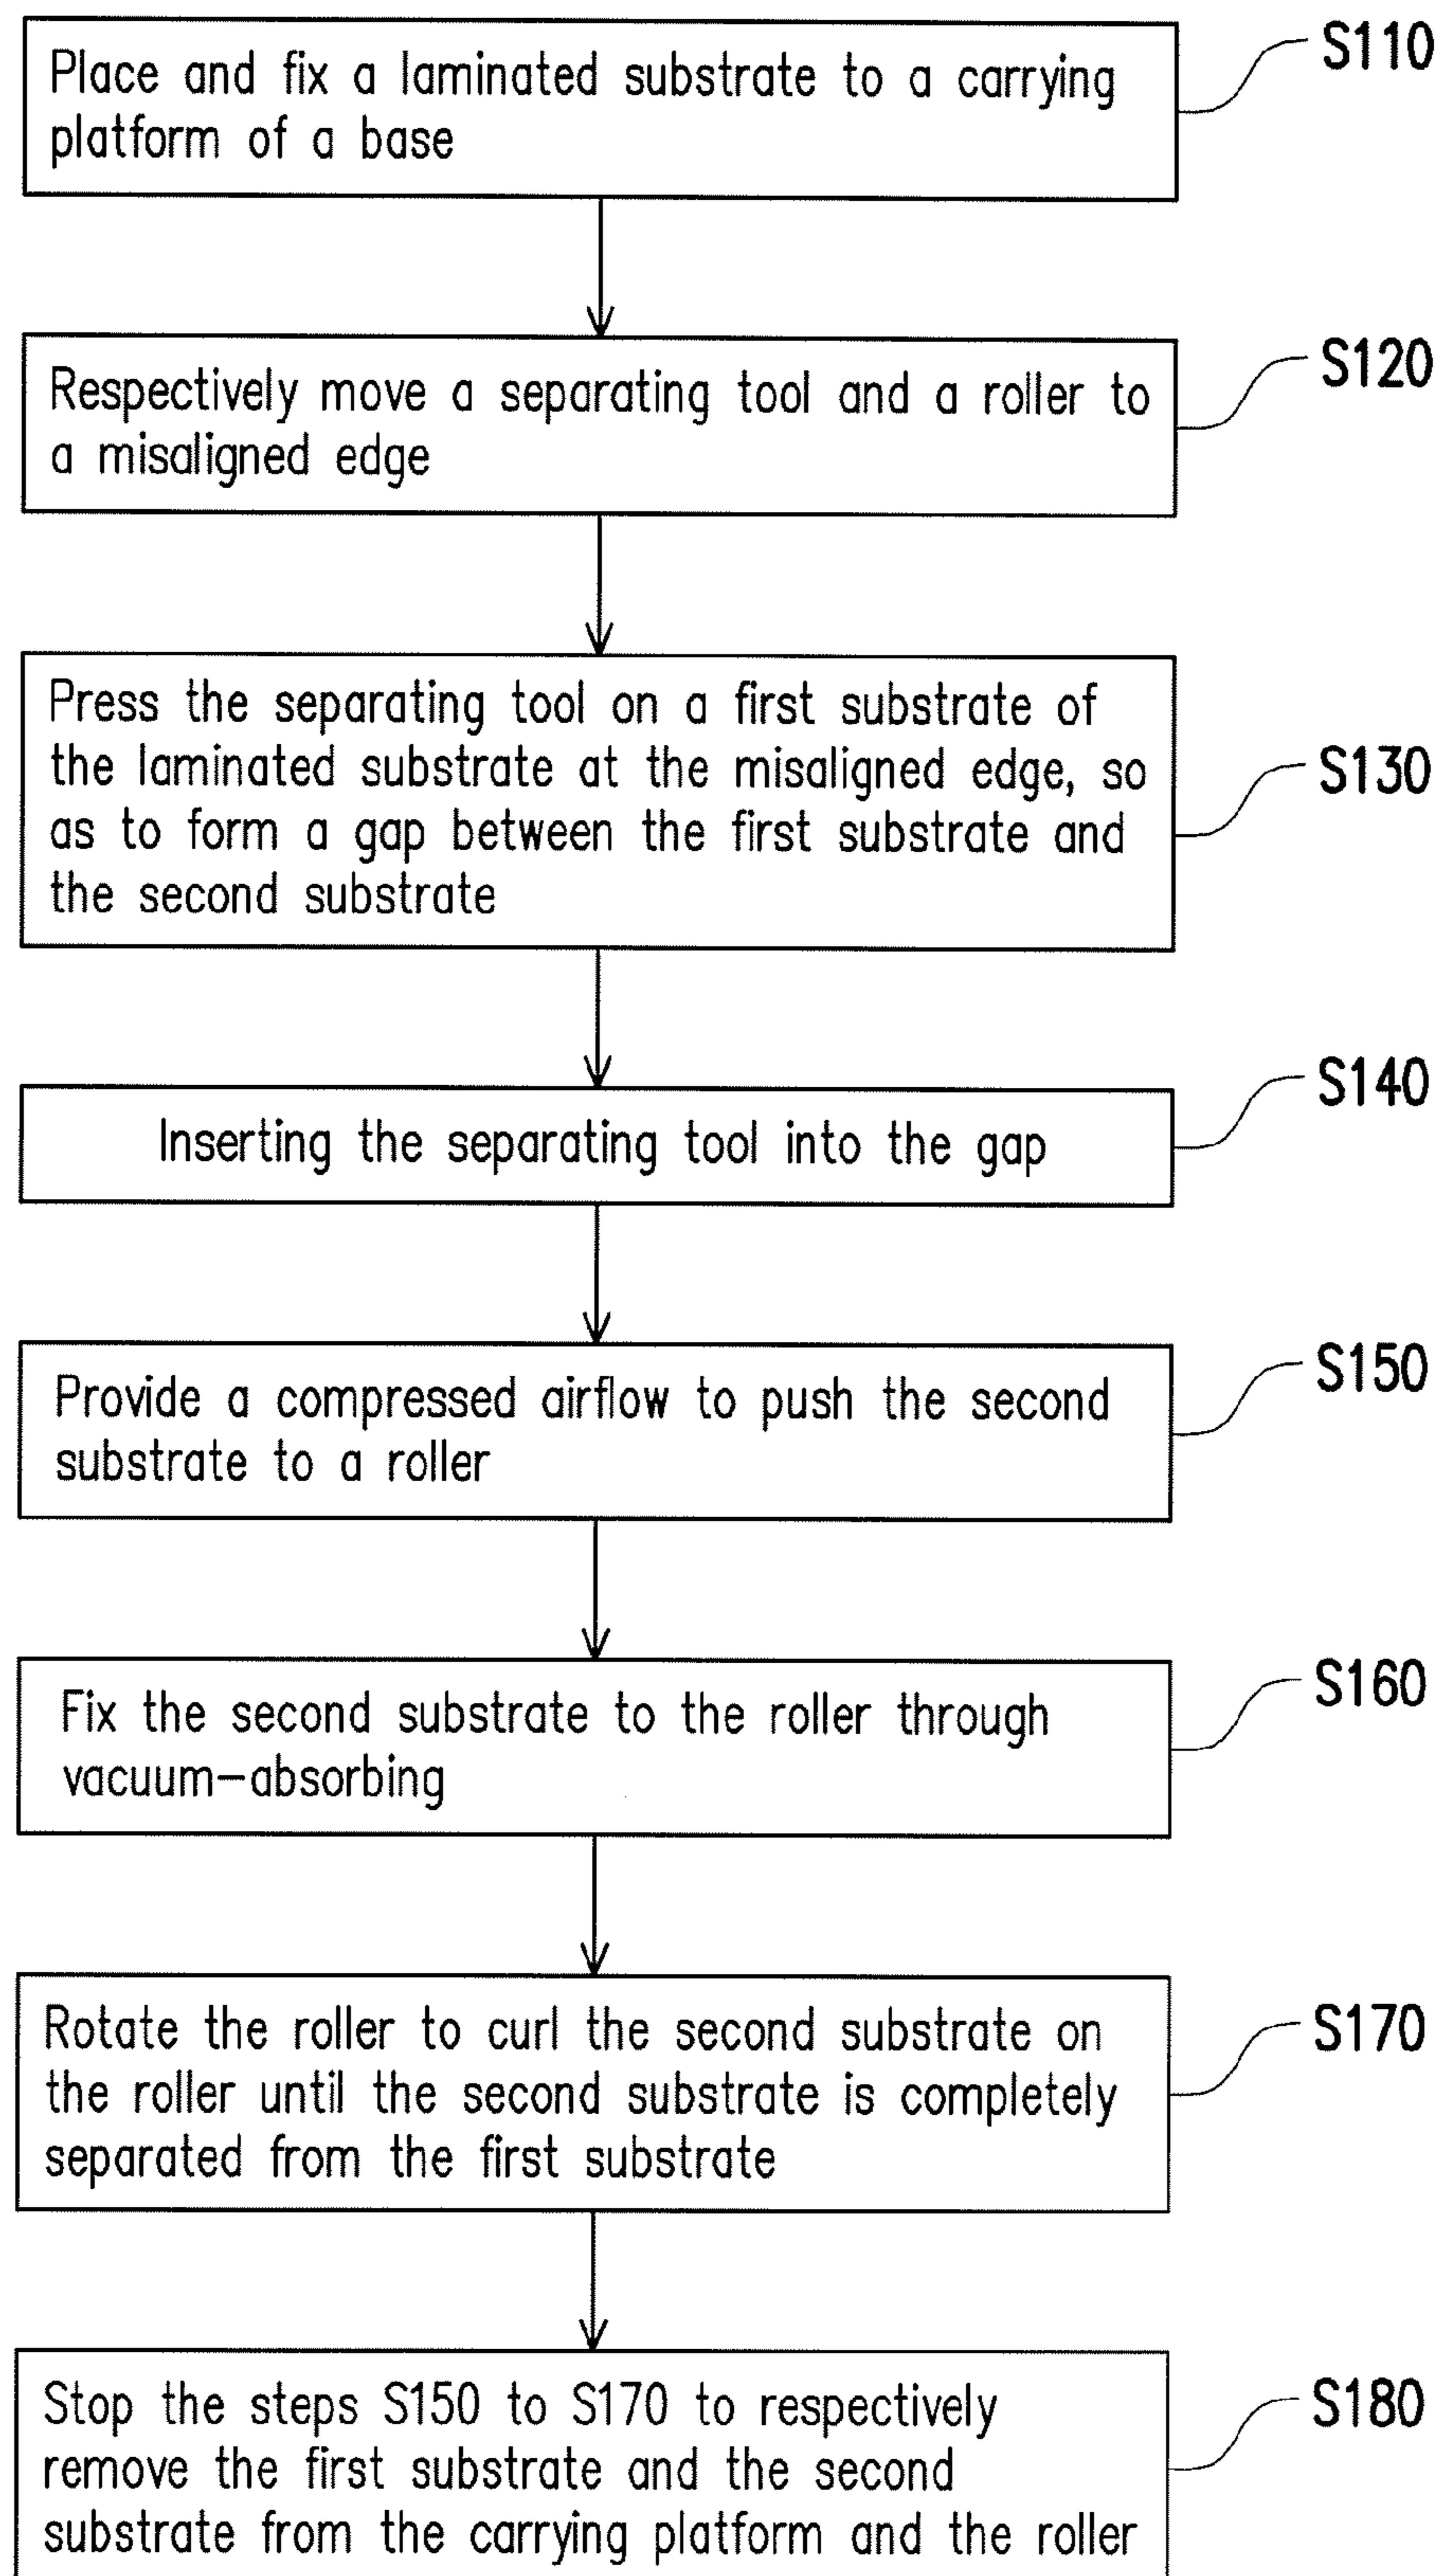 Place and fix a laminated substrate to a carrying
platform of a base
S110
Respectively move a separating tool and a roller to
a misaligned edge
S120
Press the separating tool on a first substrate of
the laminated substrate at the misaligned edge, so
as to form a gap between the first substrate and
the second substrate
S130
Inserting the separating tool into the gap
S140
Provide a compressed airflow to push the second
substrate to a roller
S150
Fix the second substrate to the roller through
vacuum-absorbing
S160
Rotate the roller to curl the second substrate on
the roller until the second substrate is completely
separated from the first substrate
S170
Stop the steps S150 to S170 to respectively
remove the first substrate and the second
substrate from the carrying platform and the roller
S180